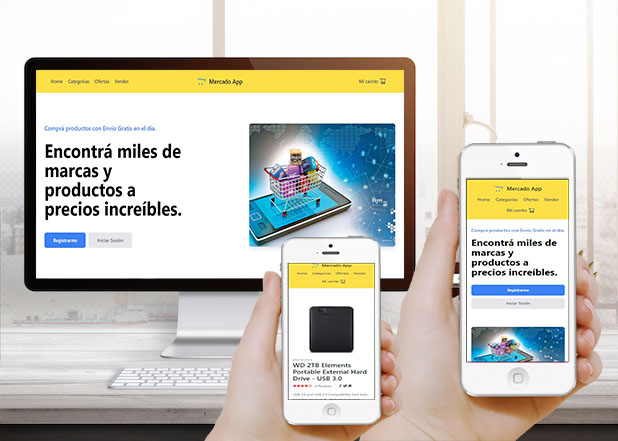 Home Categorias Ofertas Vender Mercado App Mi carrito
Comprá productos con Envío Gratis en el día.
Encontrá miles de
marcas y
productos a
precios increíbles.
Registrarme Iniciar Sesión
Mercado App
Home Categorias Ofertas Vender
Mi carrito
WD 2TB Elements
Portable External Hard
Drive - USB 3.0
Mercado App
Home Categorias Ofertas Vender
Mi carrito
Comprá productos con Envío Gratis en el día.
Encontrá miles de
marcas y
productos a
precios increíbles.
Registrarme
Iniciar Sesión